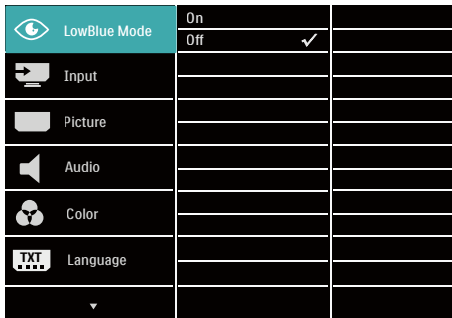 LowBlue Mode
On
Off
Input
Picture
Audio
Color
TXT
Language